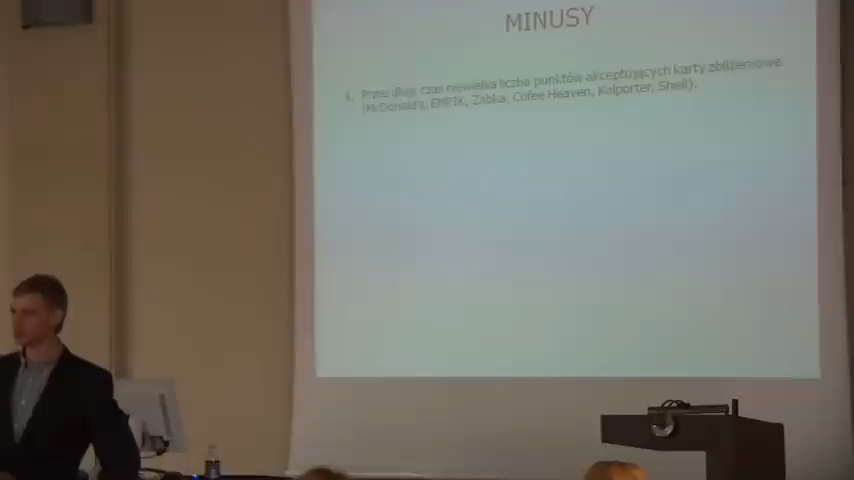 MINUSY
1. Przez długi czas niewielka liczba punktów akceptujących karty zbliżeniowe
(McDonald's, EMPIK, Żabka, Cofee Heaven, Kolporter, Shell).